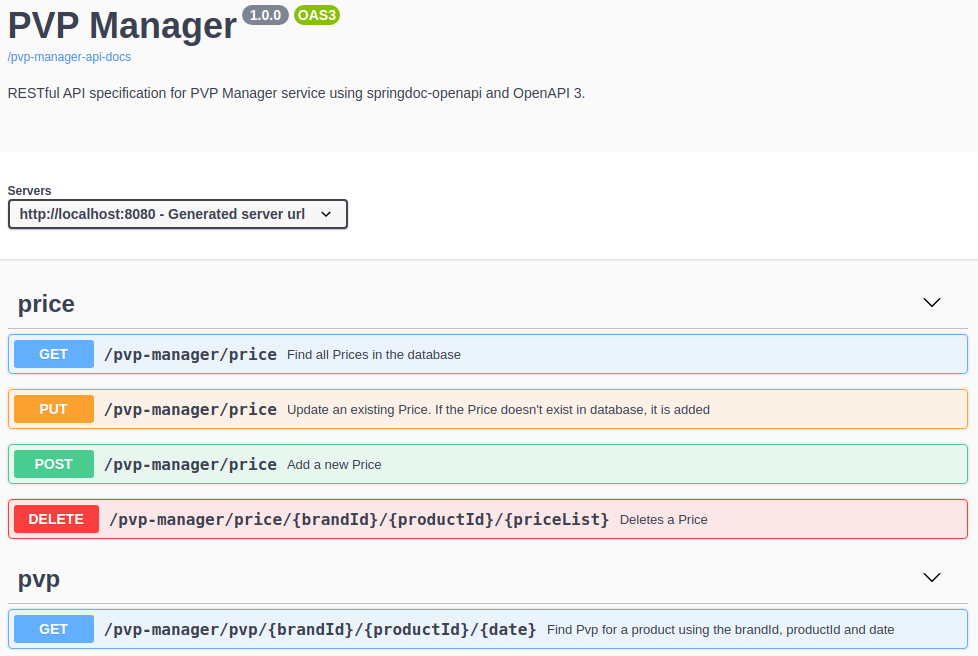 PVP Manager 1.0.0 OAS3
/pvp-manager-api-docs
RESTful API specification for PVP Manager service using springdoc-openapi and OpenAPI 3.
Servers
http://localhost:8080 - Generated server url
price
GET /pvp-manager/price Find all Prices in the database
PUT /pvp-manager/price Update an existing Price. If the Price doesn't exist in database, it is added
POST /pvp-manager/price Add a new Price
DELETE /pvp-manager/price/{brandId}/{productId}/{priceList} Deletes a Price
pvp
GET /pvp-manager/pvp/{brandId}/{productId}/{date} Find Pvp for a product using the brandId, productId and date